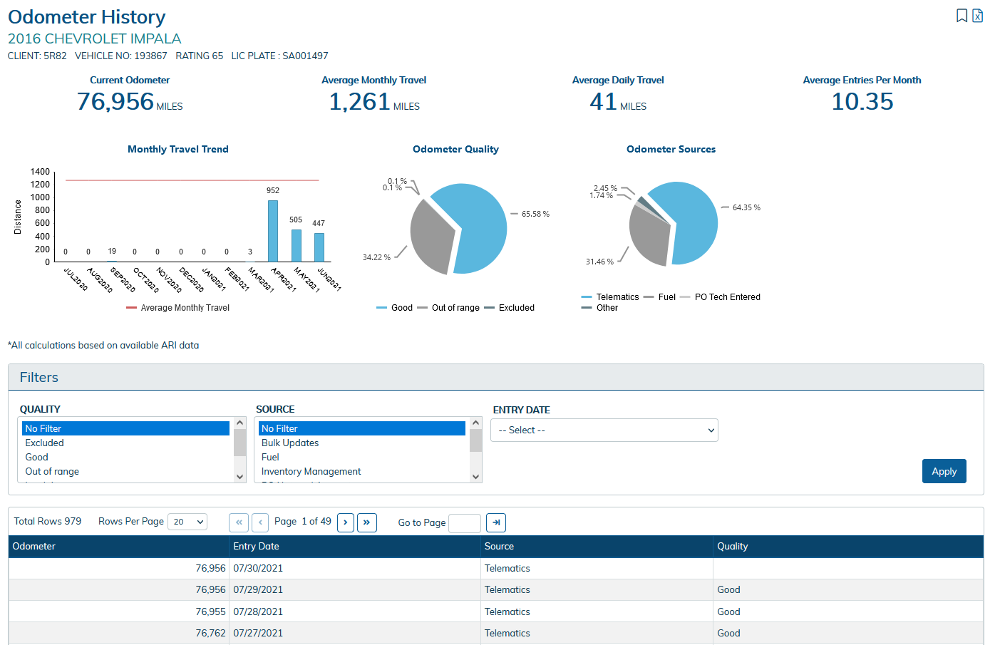 Odometer History
2016 CHEVROLET IMPALA
CLIENT: 5R82 VEHICLE NO: 193867 RATING 65 LIC PLATE : SA001497
Current Odometer
76,956 MILES
Average Monthly Travel
1,261 MILES
Average Daily Travel
41 MILES
Average Entries Per Month
10.35
Monthly Travel Trend
Distance
1400
1200
1000
800
600
400
200
0
0 0 19 0 0 0 0 0 3 952 505 447
JUL2020 AUG2020 SEP2020 OCT2020 NOV2020 DEC2020 JAN2021 FEB2021 MAR2021 APR2021 MAY2021 JUN2021
Average Monthly Travel
Odometer Quality
0.1 %
0.1 %
65.58 %
34.22 %
Good Out of range Excluded
Odometer Sources
2.45 %
1.74 %
64.35 %
31.46 %
Telematics Fuel PO Tech Entered
Other
*All calculations based on available ARI data
Filters
QUALITY
No Filter
Excluded
Good
Out of range
SOURCE
No Filter
Bulk Updates
Fuel
Inventory Management
ENTRY DATE
-- Select --
Apply
Total Rows 979 Rows Per Page 20 « ‹ Page 1 of 49 › » Go to Page
Odometer Entry Date Source Quality
76,956 07/30/2021 Telematics
76,956 07/29/2021 Telematics Good
76,955 07/28/2021 Telematics Good
76,762 07/27/2021 Telematics Good